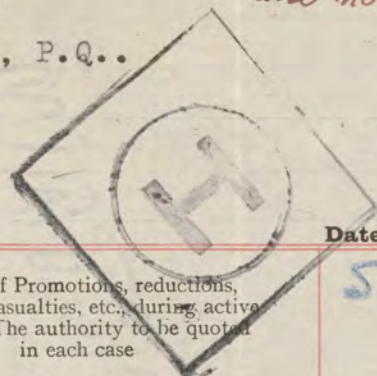 , P.Q..
H
Date
f Promotions, reductions,
asualties, etc., during active
The authority to be quoted
in each case